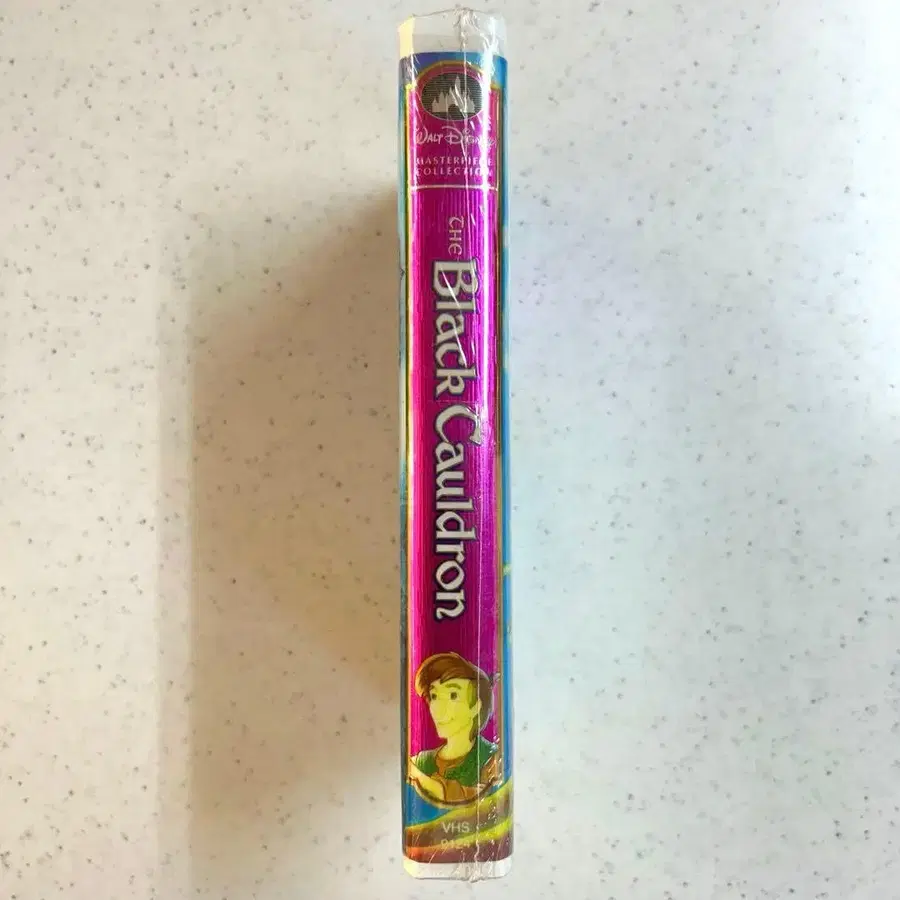 WALT DISNEY
MASTERPIECE
COLLECTION
THE
Black Cauldron
VHS